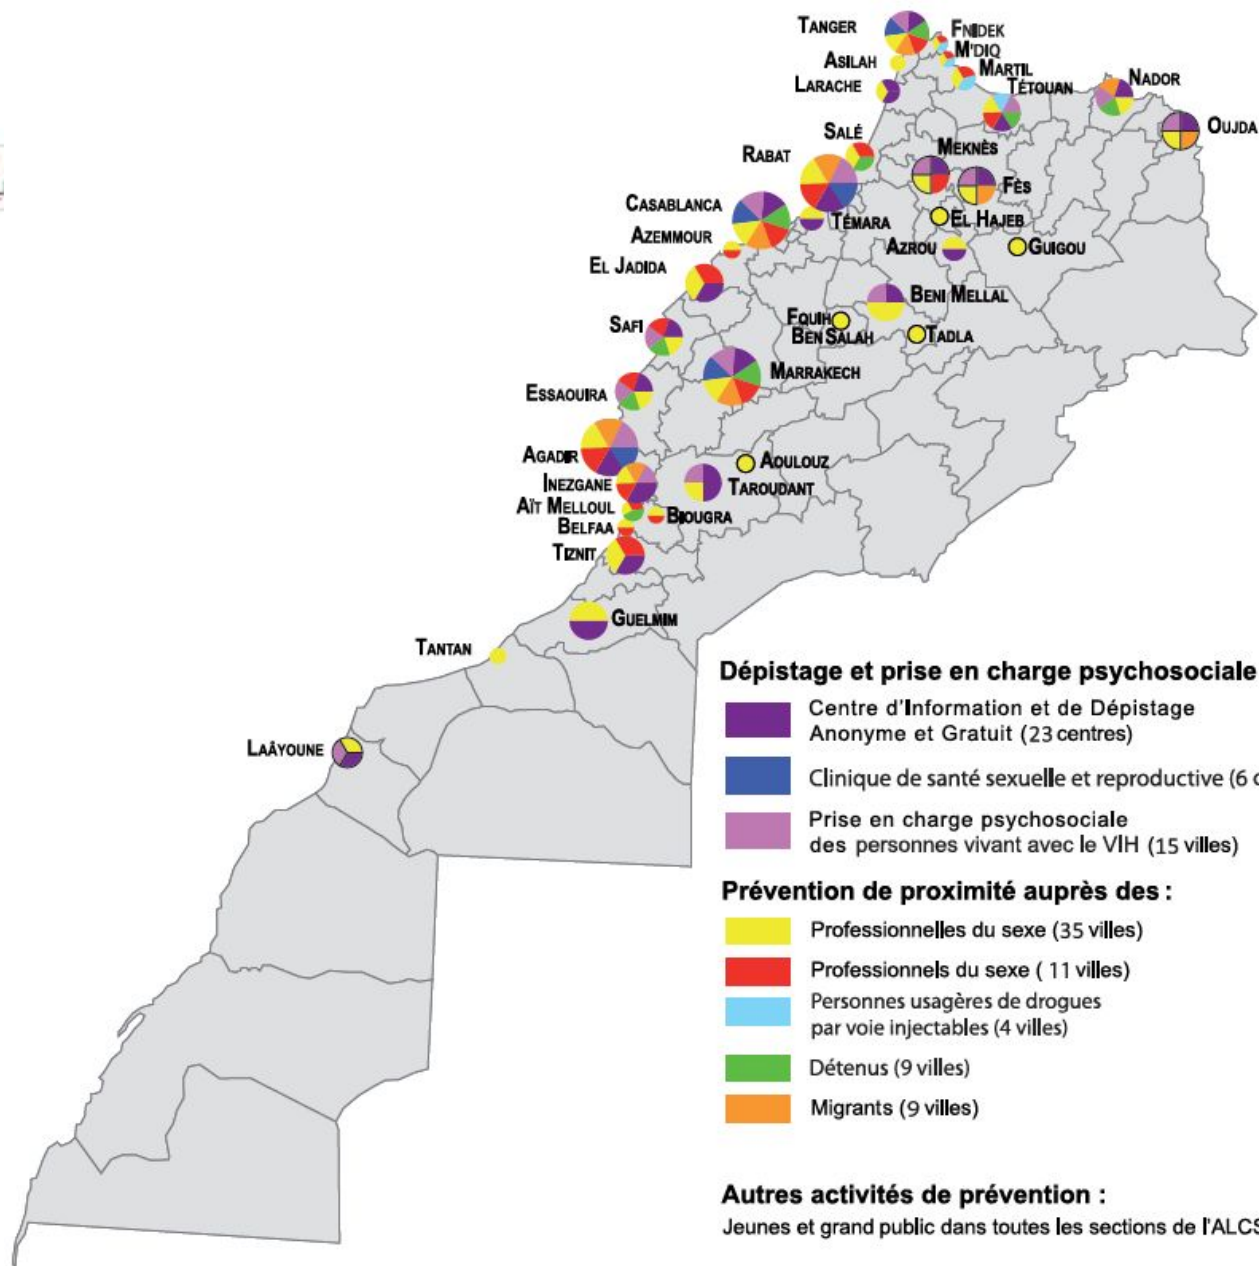 TANGER
FNIDEK
M'DIQ
ASILAH
MARTIL
LARACHE
TÉTOUAN
NADOR
OUJDA
SALÉ
MEKNÈS
RABAT
FÈS
CASABLANCA
TÉMARA
EL HAJEB
AZEMMOUR
AZROU
GUIGOU
EL JADIDA
BENI MELLAL
SAFI
FQUIH
BEN SALAH
TADLA
MARRAKECH
ESSAOUIRA
AGADIR
AOULOUZ
INEZGANE
TAROUDANT
AÏT MELLOUL
BIOUGRA
BELFAA
TIZNIT
GUELMIM
TANTAN
LAÂYOUNE
Dépistage et prise en charge psychosociale
Centre d'Information et de Dépistage
Anonyme et Gratuit (23 centres)
Clinique de santé sexuelle et reproductive (6
Prise en charge psychosociale
des personnes vivant avec le VIH (15 villes)
Prévention de proximité auprès des :
Professionnelles du sexe (35 villes)
Professionnels du sexe ( 11 villes)
Personnes usagères de drogues
par voie injectables (4 villes)
Détenus (9 villes)
Migrants (9 villes)
Autres activités de prévention :
Jeunes et grand public dans toutes les sections de l'ALCS